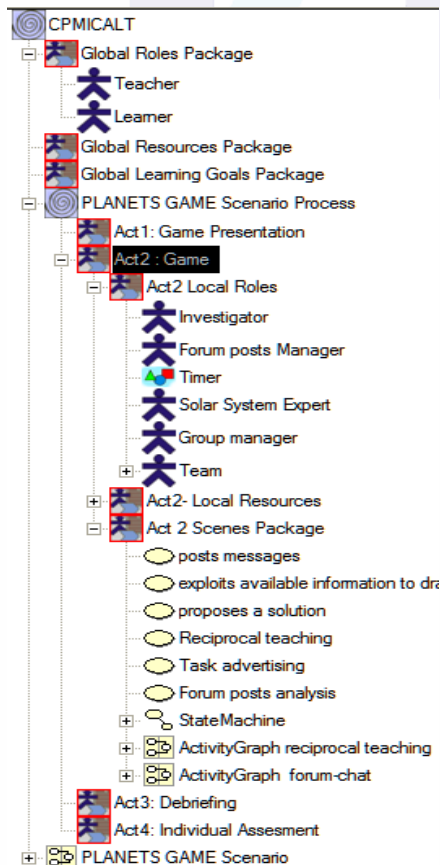 CPMICALT
Global Roles Package
Teacher
Learner
Global Resources Package
Global Learning Goals Package
PLANETS GAME Scenario Process
Act1: Game Presentation
Act2 : Game
Act2 Local Roles
Investigator
Forum posts Manager
Timer
Solar System Expert
Group manager
Team
Act2- Local Resources
Act 2 Scenes Package
posts messages
exploits available information to dra
proposes a solution
Reciprocal teaching
Task advertising
Forum posts analysis
StateMachine
ActivityGraph reciprocal teaching
ActivityGraph forum-chat
Act3: Debriefing
Act4: Individual Assesment
PLANETS GAME Scenario